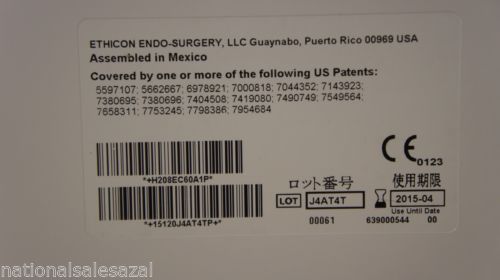 ETHICON ENDO-SURGERY, LLC Guaynabo, Puerto Rico 00969 USA
Assembled in Mexico
Covered by one or more of the following US Patents:
5597107; 5662667; 6978921; 7000818; 7044352; 7143923;
7380695; 7380696; 7404508; 7419080; 7490749; 7549564;
7658311; 7753245; 7798386; 7954684
CE 0123
*+H208EC60A1P*
ロット番号 使用期限
LOT J4AT4T 2015-04
Use Until Date
*+15120J4AT4TP+*
00061 639000544 00
nationalsalesazal